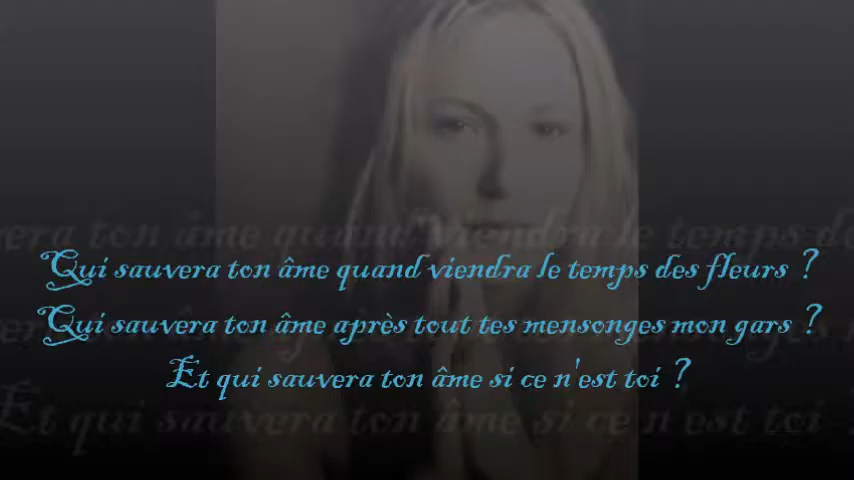 Qui sauvera ton âme quand viendra le temps des fleurs ?
Qui sauvera ton âme après tout tes mensonges mon gars ?
Et qui sauvera ton âme si ce n'est toi ?